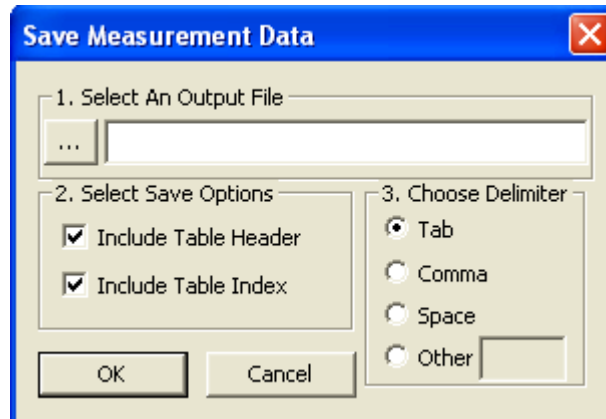 Save Measurement Data
1. Select An Output File
...
2. Select Save Options
Include Table Header
Include Table Index
3. Choose Delimiter
Tab
Comma
Space
Other
OK
Cancel